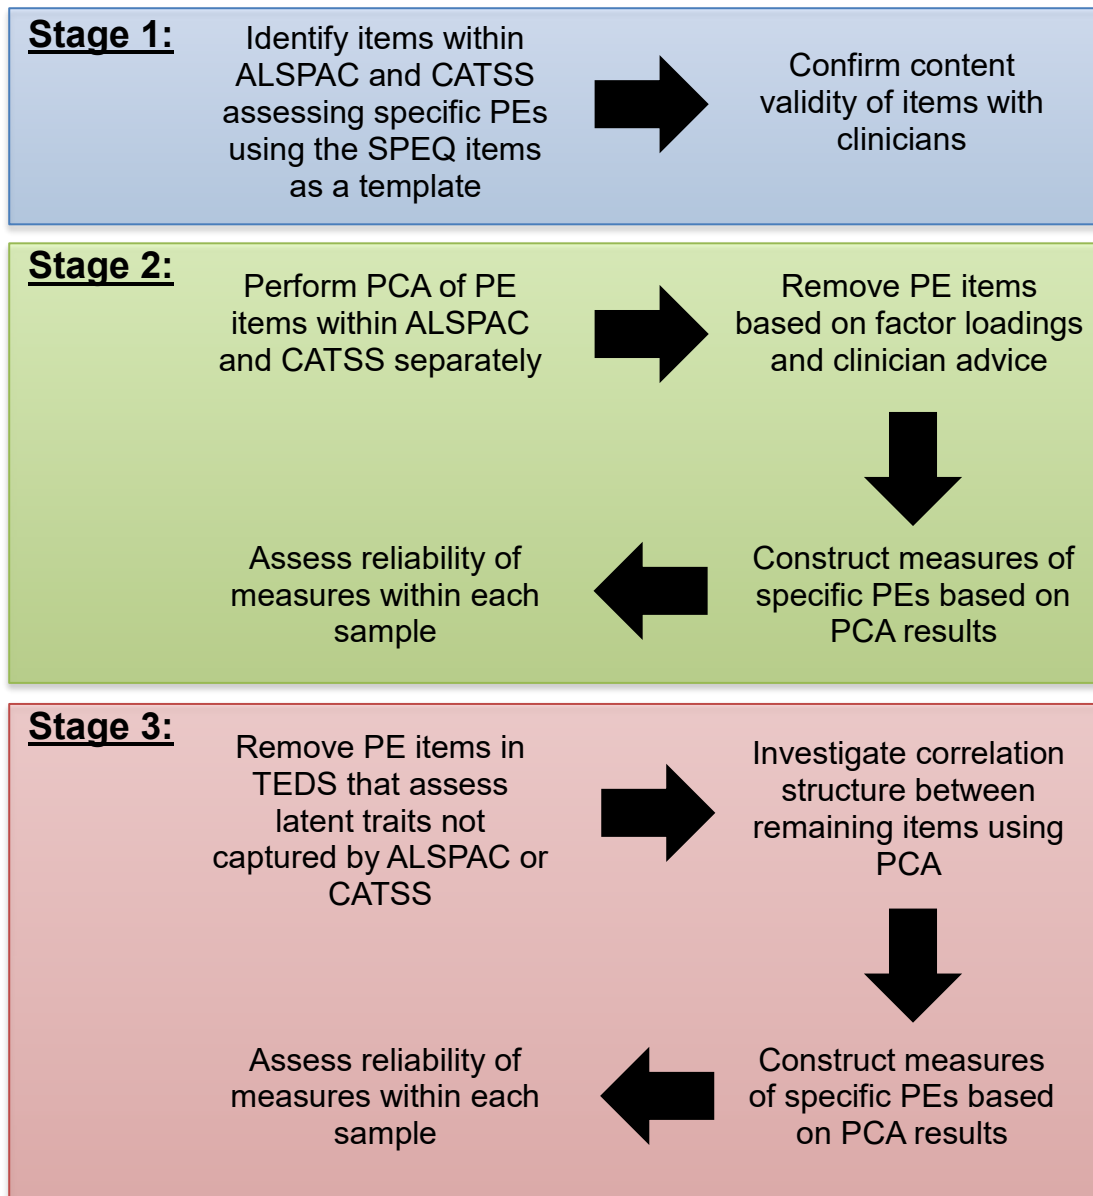 Stage 1:
Identify items within
ALSPAC and CATSS
assessing specific PEs
using the SPEQ items
as a template
Confirm content
validity of items with
clinicians
Stage 2:
Perform PCA of PE
items within ALSPAC
and CATSS separately
Remove PE items
based on factor loadings
and clinician advice
Construct measures of
specific PEs based on
PCA results
Assess reliability of
measures within each
sample
Stage 3:
Remove PE items in
TEDS that assess
latent traits not
captured by ALSPAC or
CATSS
Investigate correlation
structure between
remaining items using
PCA
Construct measures
of specific PEs based
on PCA results
Assess reliability of
measures within each
sample